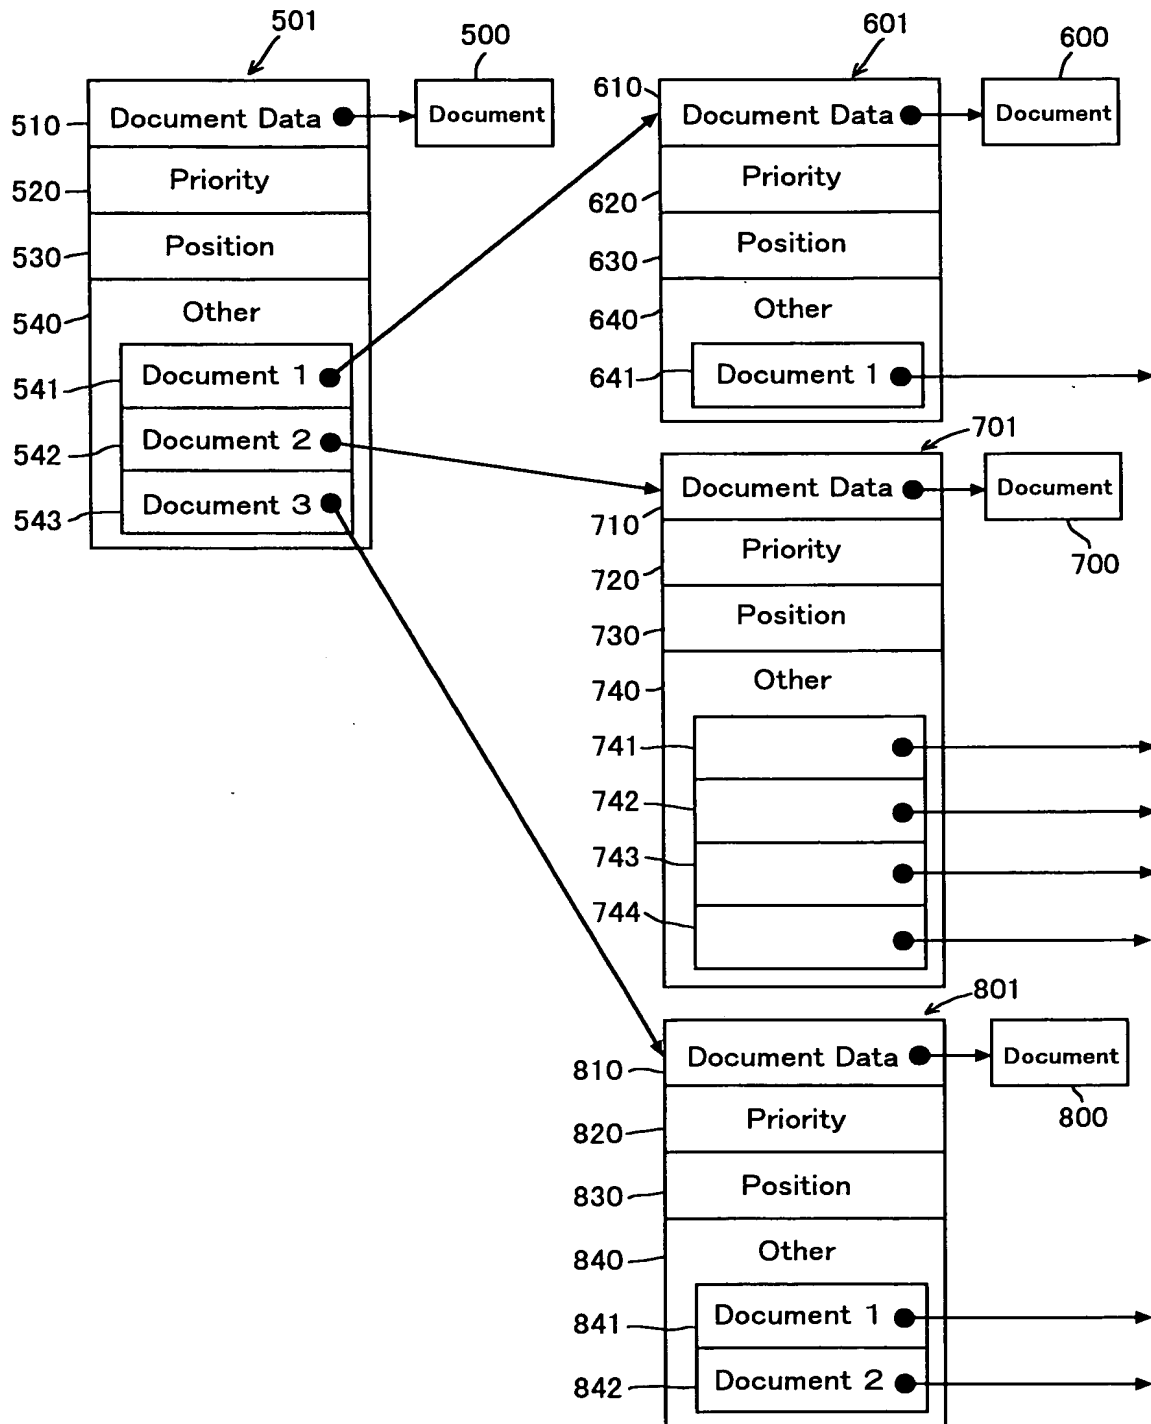 501
500
510
Document Data
Document
520
Priority
530
Position
540
Other
541
Document 1
542
Document 2
543
Document 3
601
600
610
Document Data
Document
620
Priority
630
Position
640
Other
641
Document 1
701
Document Data
Document
710
700
Priority
720
Position
730
Other
740
741
742
743
744
801
Document Data
Document
810
800
Priority
820
Position
830
Other
840
Document 1
841
Document 2
842